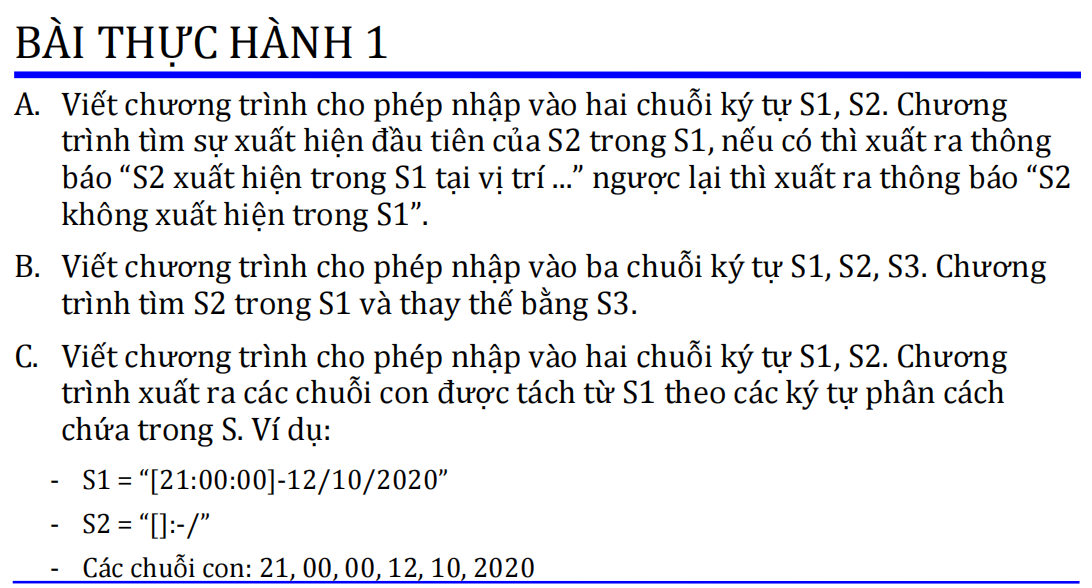 BÀI THỰC HÀNH 1
A. Viết chương trình cho phép nhập vào hai chuỗi ký tự S1, S2. Chương
trình tìm sự xuất hiện đầu tiên của S2 trong S1, nếu có thì xuất ra thông
báo “S2 xuất hiện trong S1 tại vị trí ...” ngược lại thì xuất ra thông báo “S2
không xuất hiện trong S1”.
B. Viết chương trình cho phép nhập vào ba chuỗi ký tự S1, S2, S3. Chương
trình tìm S2 trong S1 và thay thế bằng S3.
C. Viết chương trình cho phép nhập vào hai chuỗi ký tự S1, S2. Chương
trình xuất ra các chuỗi con được tách từ S1 theo các ký tự phân cách
chứa trong S. Ví dụ:
- S1 = “[21:00:00]-12/10/2020”
- S2 = “[]:-/”
- Các chuỗi con: 21, 00, 00, 12, 10, 2020